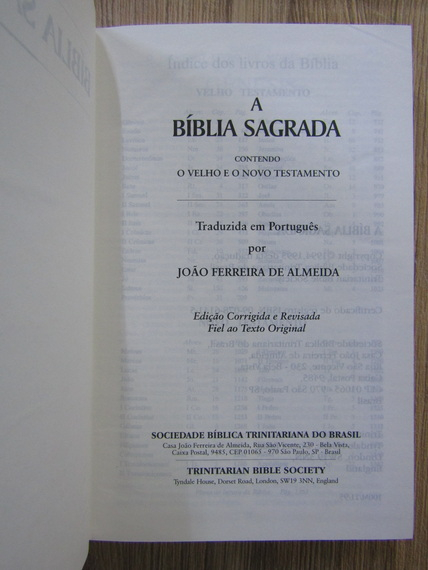 A
BÍBLIA SAGRADA
CONTENDO
O VELHO E O NOVO TESTAMENTO
Traduzida em Português
por
JOÃO FERREIRA DE ALMEIDA
Edição Corrigida e Revisada
Fiel ao Texto Original
SOCIEDADE BÍBLICA TRINITARIANA DO BRASIL
Casa João Ferreira de Almeida, Rua São Vicente, 239 - Bela Vista,
Caixa Postal, 9485, CEP 01065 - 970 São Paulo, SP - Brasil
TRINITARIAN BIBLE SOCIETY
Tyndale House, Dorset Road, London, SW19 3NN, England